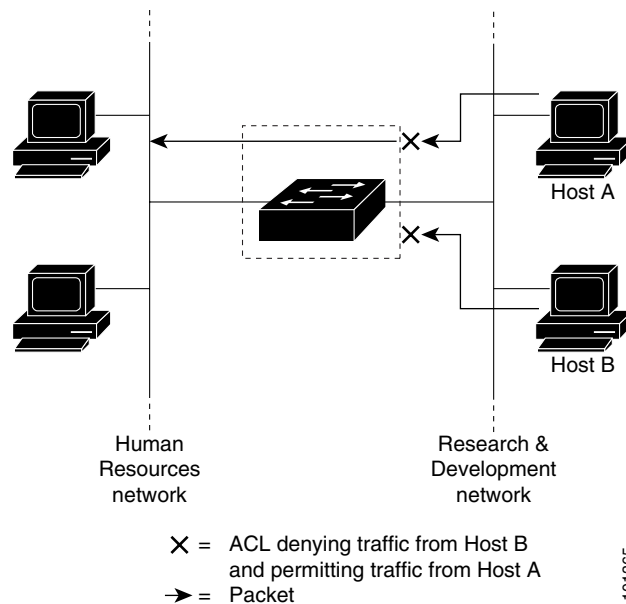 Host A
Host B
Human
Resources
network
Research &
Development
network
X = ACL denying traffic from Host B
and permitting traffic from Host A
= Packet